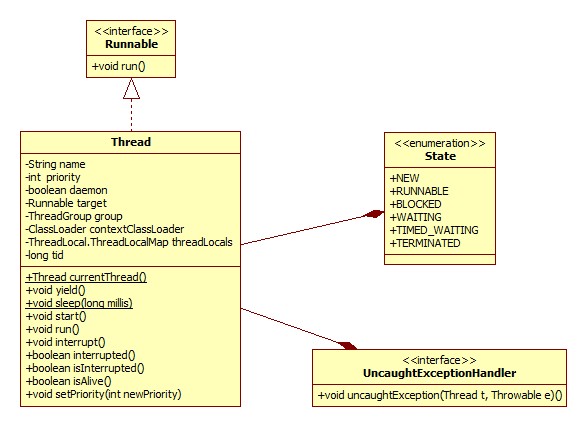 <<interface>>
Runnable
+void run()
Thread
-String name
-int priority
-boolean daemon
-Runnable target
-ThreadGroup group
-ClassLoader contextClassLoader
-ThreadLocal.ThreadLocalMap threadLocals
-long tid
+Thread currentThread()
+void yield()
+void sleep(long millis)
+void start()
+void run()
+void interrupt()
+boolean interrupted()
+boolean isInterrupted()
+boolean isAlive()
+void setPriority(int newPriority)
<<enumeration>>
State
+NEW
+RUNNABLE
+BLOCKED
+WAITING
+TIMED_WAITING
+TERMINATED
<<interface>>
UncaughtExceptionHandler
+void uncaughtException(Thread t, Throwable e)()